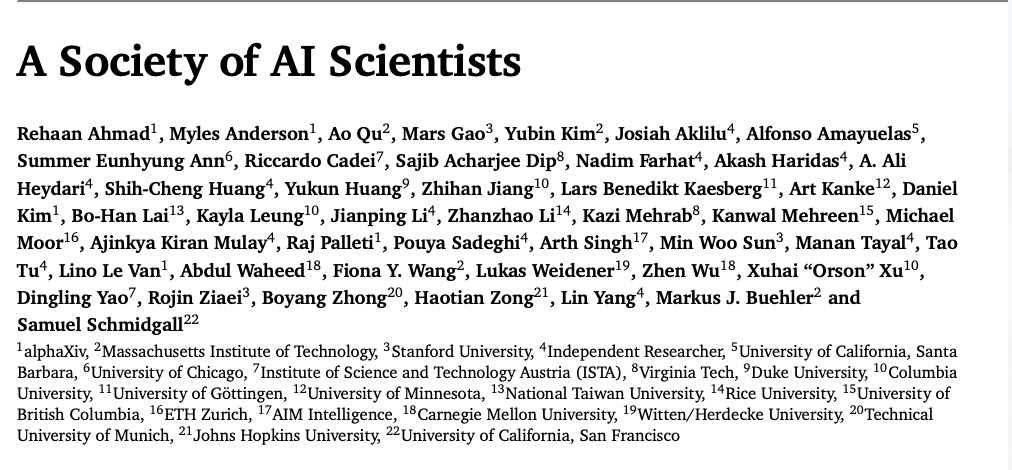 A Society of AI Scientists
Rehaan Ahmad¹, Myles Anderson¹, Ao Qu², Mars Gao³, Yubin Kim², Josiah Aklilu⁴, Alfonso Amayuelas⁵,
Summer Eunhyung Ann⁶, Riccardo Cadei⁷, Sajib Acharjee Dip⁸, Nadim Farhat⁴, Akash Haridas⁴, A. Ali
Heydari⁴, Shih-Cheng Huang⁴, Yukun Huang⁹, Zhihan Jiang¹⁰, Lars Benedikt Kaesberg¹¹, Art Kanke¹², Daniel
Kim¹, Bo-Han Lai¹³, Kayla Leung¹⁰, Jianping Li⁴, Zhanzhao Li¹⁴, Kazi Mehrab⁸, Kanwal Mehreen¹⁵, Michael
Moor¹⁶, Ajinkya Kiran Mulay⁴, Raj Palleti¹, Pouya Sadeghi⁴, Arth Singh¹⁷, Min Woo Sun³, Manan Tayal⁴, Tao
Tu⁴, Lino Le Van¹, Abdul Waheed¹⁸, Fiona Y. Wang², Lukas Weidener¹⁹, Zhen Wu¹⁸, Xuhai “Orson” Xu¹⁰,
Dingling Yao⁷, Rojin Ziaei³, Boyang Zhong²⁰, Haotian Zong²¹, Lin Yang⁴, Markus J. Buehler² and
Samuel Schmidgall²²
¹alphaXiv, ²Massachusetts Institute of Technology, ³Stanford University, ⁴Independent Researcher, ⁵University of California, Santa
Barbara, ⁶University of Chicago, ⁷Institute of Science and Technology Austria (ISTA), ⁸Virginia Tech, ⁹Duke University, ¹⁰Columbia
University, ¹¹University of Göttingen, ¹²University of Minnesota, ¹³National Taiwan University, ¹⁴Rice University, ¹⁵University of
British Columbia, ¹⁶ETH Zurich, ¹⁷AIM Intelligence, ¹⁸Carnegie Mellon University, ¹⁹Witten/Herdecke University, ²⁰Technical
University of Munich, ²¹Johns Hopkins University, ²²University of California, San Francisco